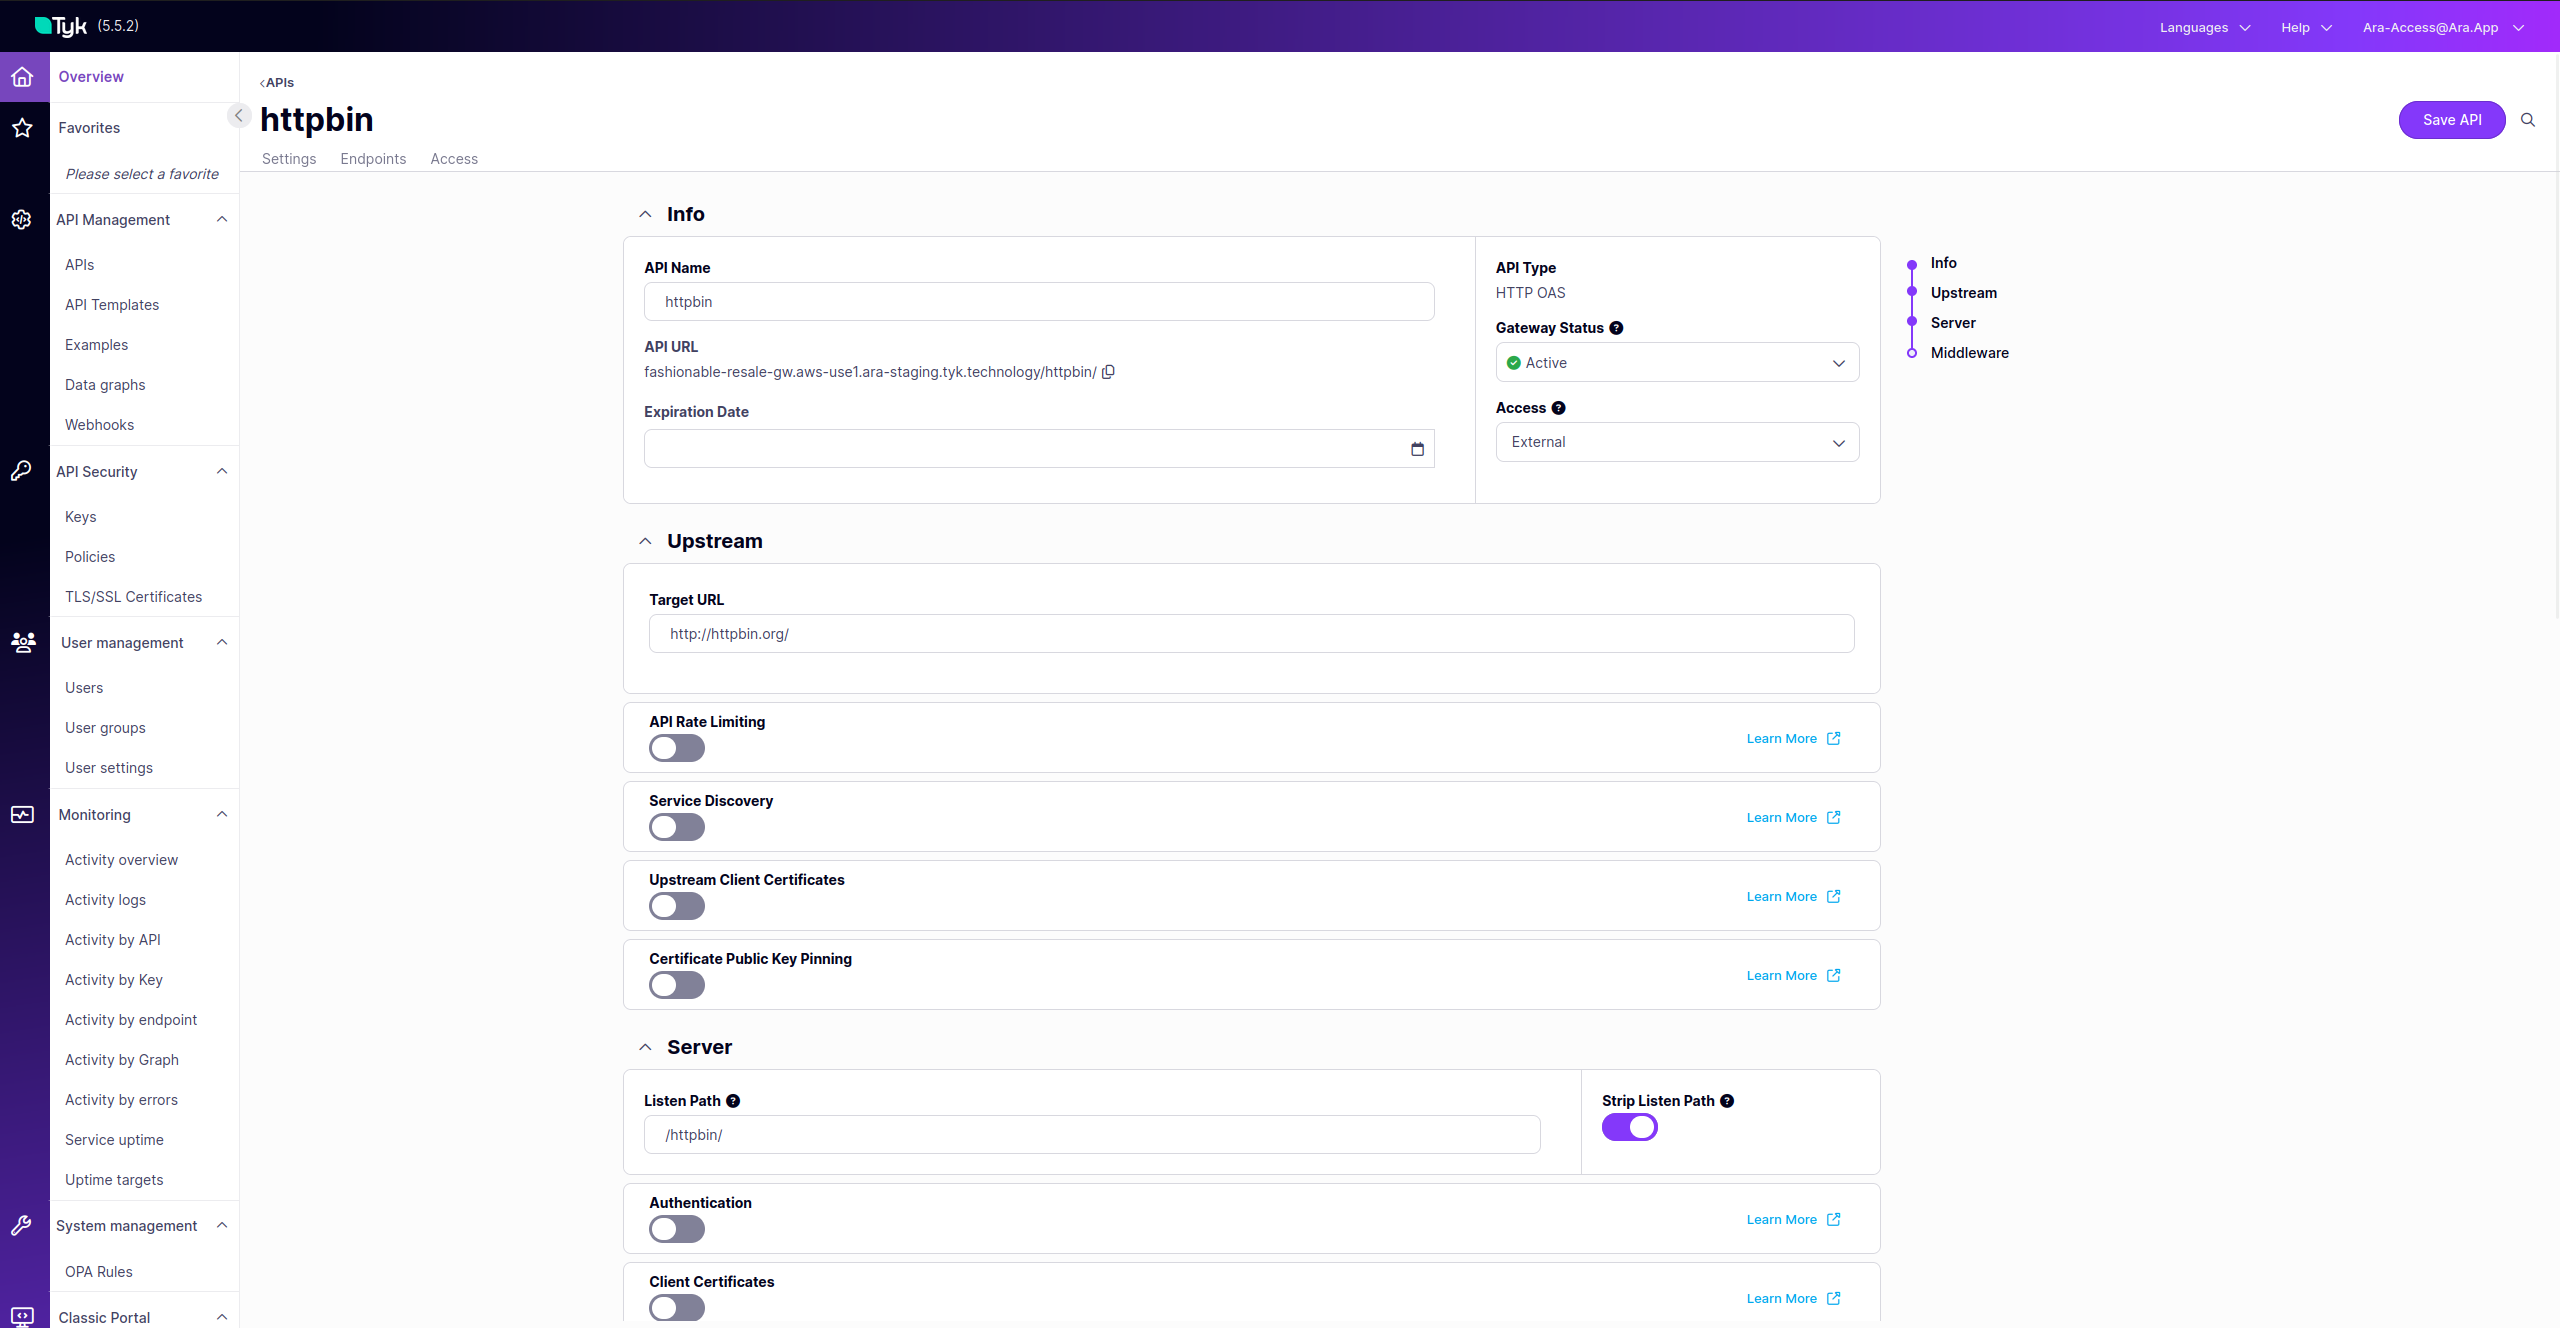 Tyk (5.5.2)
Languages
Help
Ara-Access@Ara.App
Overview
Favorites
Please select a favorite
API Management
APIs
API Templates
Examples
Data graphs
Webhooks
API Security
Keys
Policies
TLS/SSL Certificates
User management
Users
User groups
User settings
Monitoring
Activity overview
Activity logs
Activity by API
Activity by Key
Activity by endpoint
Activity by Graph
Activity by errors
Service uptime
Uptime targets
System management
OPA Rules
Classic Portal
APIs
httpbin
Save API
Settings
Endpoints
Access
Info
API Name
httpbin
API URL
fashionable-resale-gw.aws-use1.ara-staging.tyk.technology/httpbin/
Expiration Date
API Type
HTTP OAS
Gateway Status
Active
Access
External
Info
Upstream
Server
Middleware
Upstream
Target URL
http://httpbin.org/
API Rate Limiting
Learn More
Service Discovery
Learn More
Upstream Client Certificates
Learn More
Certificate Public Key Pinning
Learn More
Server
Listen Path
/httpbin/
Strip Listen Path
Authentication
Learn More
Client Certificates
Learn More